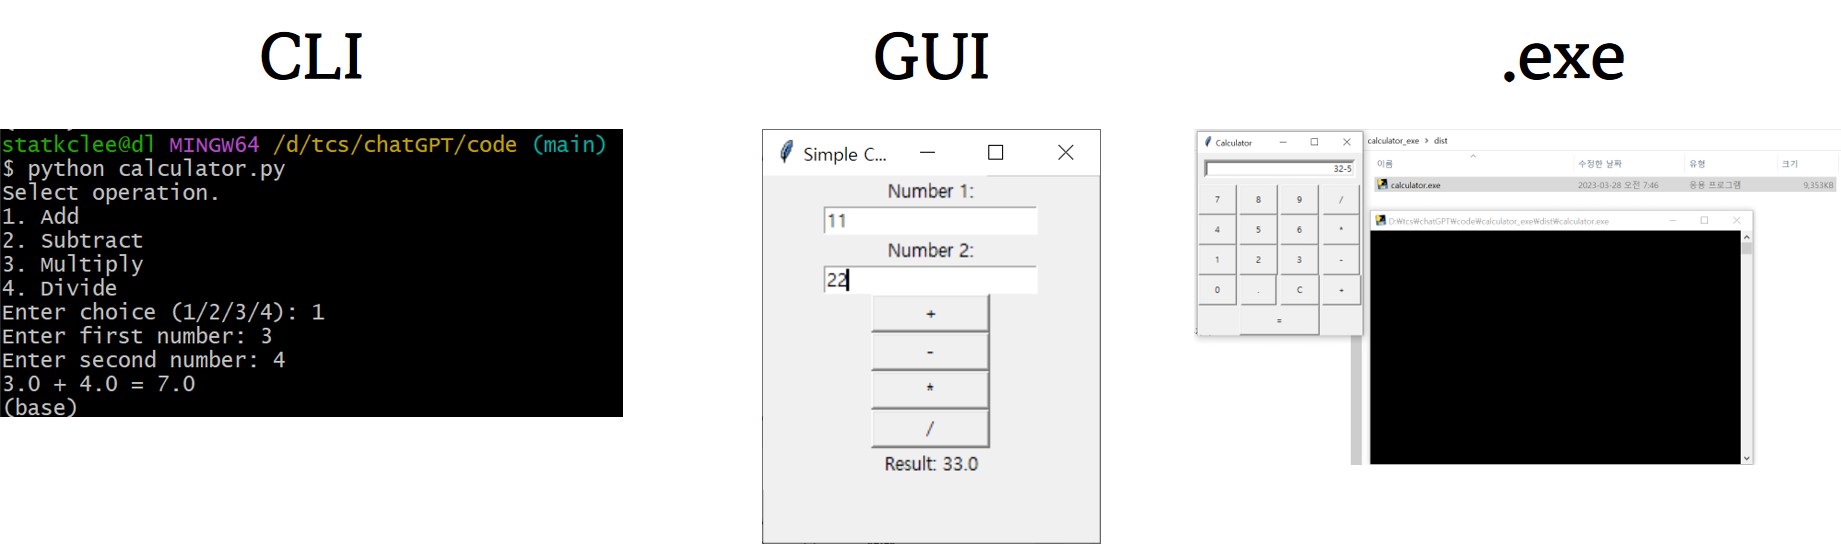 CLI
statkclee@dl MINGW64 /d/tcs/chatGPT/code (main)
$ python calculator.py
Select operation.
1. Add
2. Subtract
3. Multiply
4. Divide
Enter choice (1/2/3/4): 1
Enter first number: 3
Enter second number: 4
3.0 + 4.0 = 7.0
(base)
GUI
Simple C...
Number 1:
11
Number 2:
22
+
-
*
/
Result: 33.0
.exe
Calculator
32-5
7 8 9 /
4 5 6 *
1 2 3 -
0 . C +
=
calculator_exe > dist
이름 수정한 날짜 유형 크기
calculator.exe 2023-03-28 오전 7:46 응용 프로그램 9,353KB
D:₩tcs₩chatGPT₩code₩calculator_exe₩dist₩calculator.exe